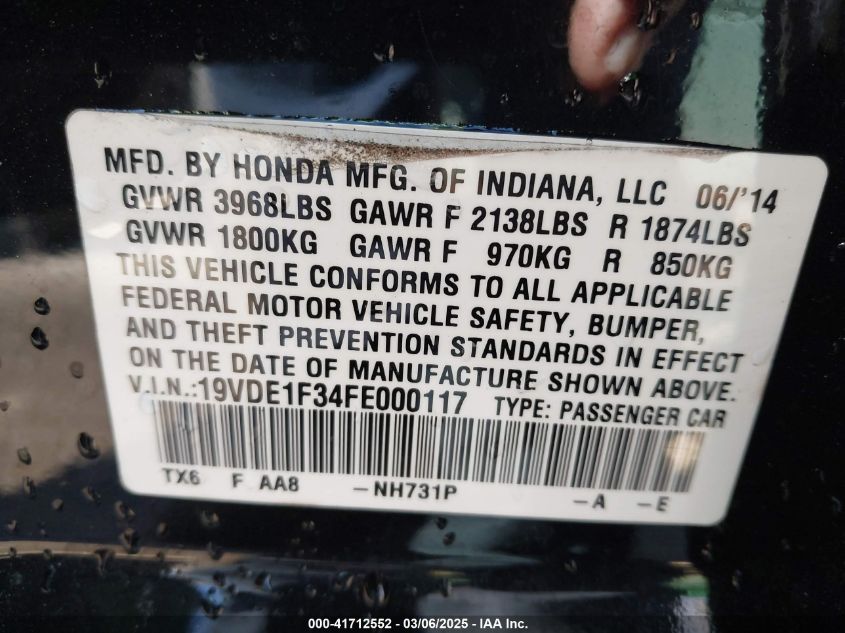 MFD. BY HONDA MFG. OF INDIANA, LLC 06/'14
GVWR 3968LBS GAWR F 2138LBS R 1874LBS
GVWR 1800KG GAWR F 970KG R 850KG
THIS VEHICLE CONFORMS TO ALL APPLICABLE
FEDERAL MOTOR VEHICLE SAFETY, BUMPER,
AND THEFT PREVENTION STANDARDS IN EFFECT
ON THE DATE OF MANUFACTURE SHOWN ABOVE.
V.I.N.:19VDE1F34FE000117 TYPE: PASSENGER CAR
TX6 F AA8 -NH731P -A -E
000-41712552 - 03/06/2025 - IAA Inc.